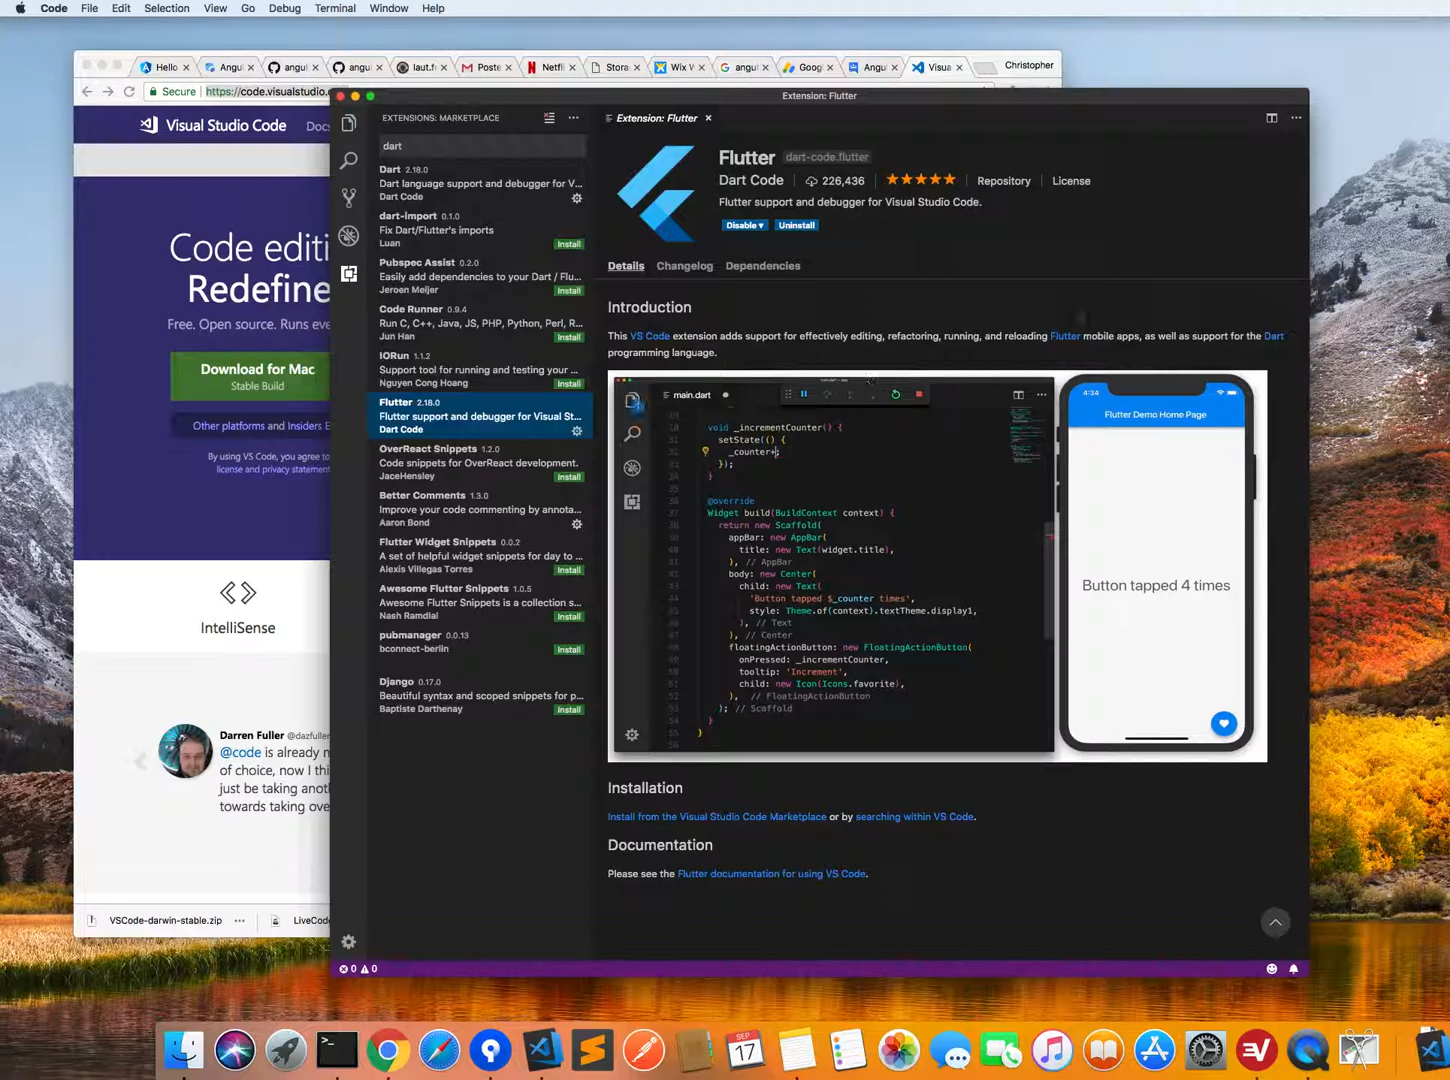 Code File Edit Selection View Go Debug Terminal Window Help
Hello
Angul
angul
angul
laut.f
Poste
Netfl
Stora
Wix V
angul
Goog
Angu
Visua
Christopher
Secure https://code.visualstudio.c
Visual Studio Code
Docs
Code editi
Redefine
Free. Open source. Runs eve
Download for Mac
Stable Build
Other platforms and Insiders E
By using VS Code, you agree to
license and privacy statement
IntelliSense
Darren Fuller @dazfuller
@code is already m
of choice, now I thi
just be taking anot
towards taking ove
VSCode-darwin-stable.zip
LiveCode
Extension: Flutter
EXTENSIONS: MARKETPLACE
dart
Dart 2.18.0
Dart language support and debugger for V...
Dart Code
dart-import 0.1.0
Fix Dart/Flutter's imports
Luan
Install
Pubspec Assist 0.2.0
Easily add dependencies to your Dart / Flu...
Jeroen Meijer
Install
Code Runner 0.9.4
Run C, C++, Java, JS, PHP, Python, Perl, R...
Jun Han
Install
IORun 1.1.2
Support tool for running and testing your ...
Nguyen Cong Hoang
Install
Flutter 2.18.0
Flutter support and debugger for Visual St...
Dart Code
OverReact Snippets 1.2.0
Code snippets for OverReact development.
JaceHensley
Install
Better Comments 1.3.0
Improve your code commenting by annota...
Aaron Bond
Flutter Widget Snippets 0.0.2
A set of helpful widget snippets for day to ...
Alexis Villegas Torres
Install
Awesome Flutter Snippets 1.0.5
Awesome Flutter Snippets is a collection s...
Nash Ramdial
Install
pubmanager 0.0.13
bconnect-berlin
Install
Django 0.17.0
Beautiful syntax and scoped snippets for p...
Baptiste Darthenay
Install
0 0
Extension: Flutter
Flutter dart-code.flutter
Dart Code 226,436 Repository License
Flutter support and debugger for Visual Studio Code.
Disable Uninstall
Details Changelog Dependencies
Introduction
This VS Code extension adds support for effectively editing, refactoring, running, and reloading Flutter mobile apps, as well as support for the Dart
programming language.
main.dart
void _incrementCounter() {
setState(() {
_counter+;
});
}
@override
Widget build(BuildContext context) {
return new Scaffold(
appBar: new AppBar(
title: new Text(widget.title),
), // AppBar
body: new Center(
child: new Text(
'Button tapped $_counter times',
style: Theme.of(context).textTheme.display1,
), // Text
), // Center
floatingActionButton: new FloatingActionButton(
onPressed: _incrementCounter,
tooltip: 'Increment',
child: new Icon(Icons.favorite),
), // FloatingActionButton
); // Scaffold
}
}
4:34
Flutter Demo Home Page
Button tapped 4 times
Installation
Install from the Visual Studio Code Marketplace or by searching within VS Code.
Documentation
Please see the Flutter documentation for using VS Code.
SEP
17